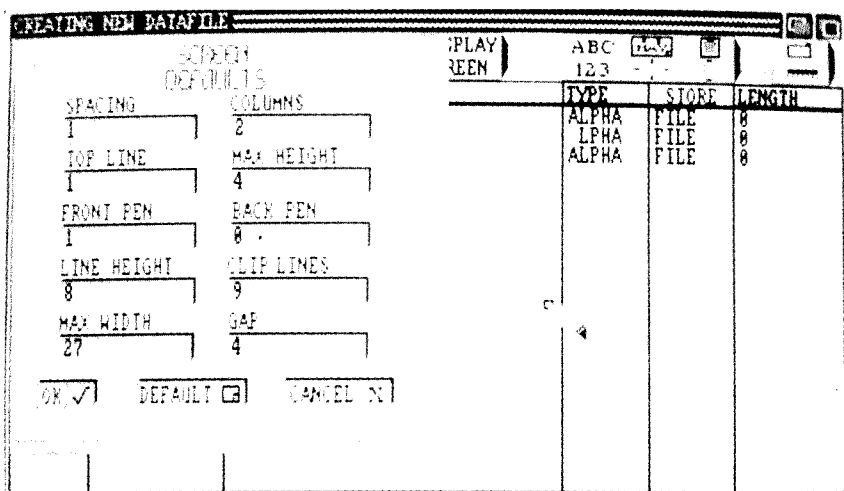 CREATING NEW DATAFILE
SCREEN
DEFAULTS
SPACING COLUMNS
1 2
TOP LINE MAX HEIGHT
1 4
FRONT PEN BACK PEN
1 0
LINE HEIGHT CLIP LINES
8 9
MAX WIDTH GAP
27 4
OK DEFAULT CANCEL
SPLAY ABC
REEN 123
TYPE STORE LENGTH
ALPHA FILE 0
LPHA FILE 0
ALPHA FILE 0